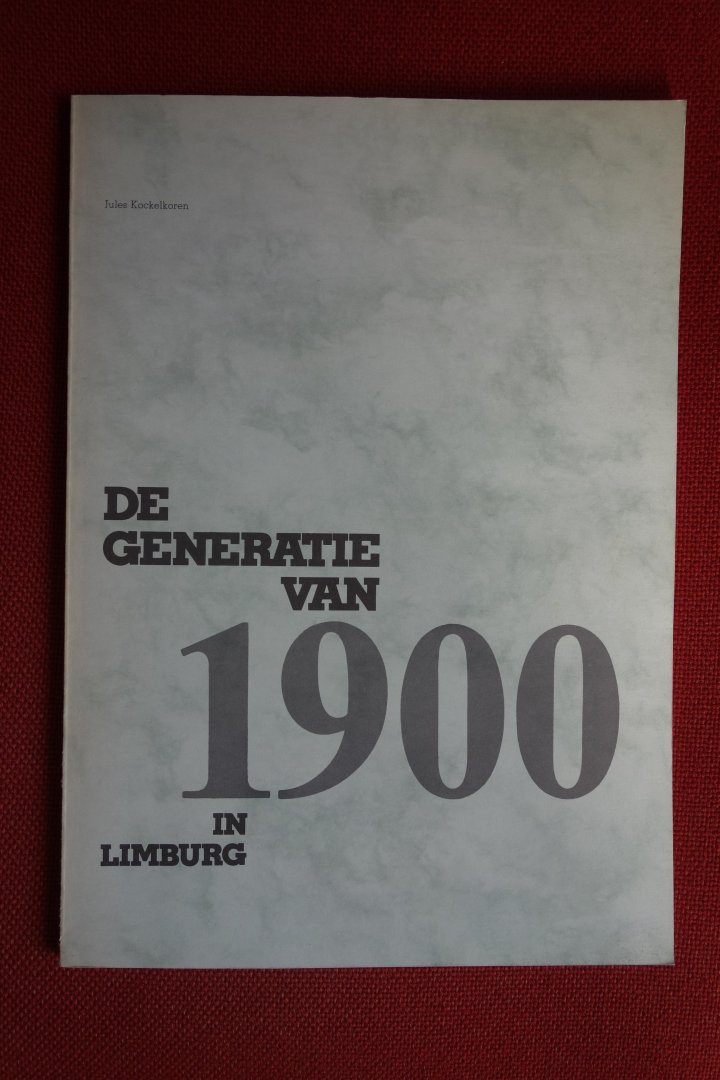 Jules Kockelkoren
DE
GENERATIE
VAN
1900
IN
LIMBURG